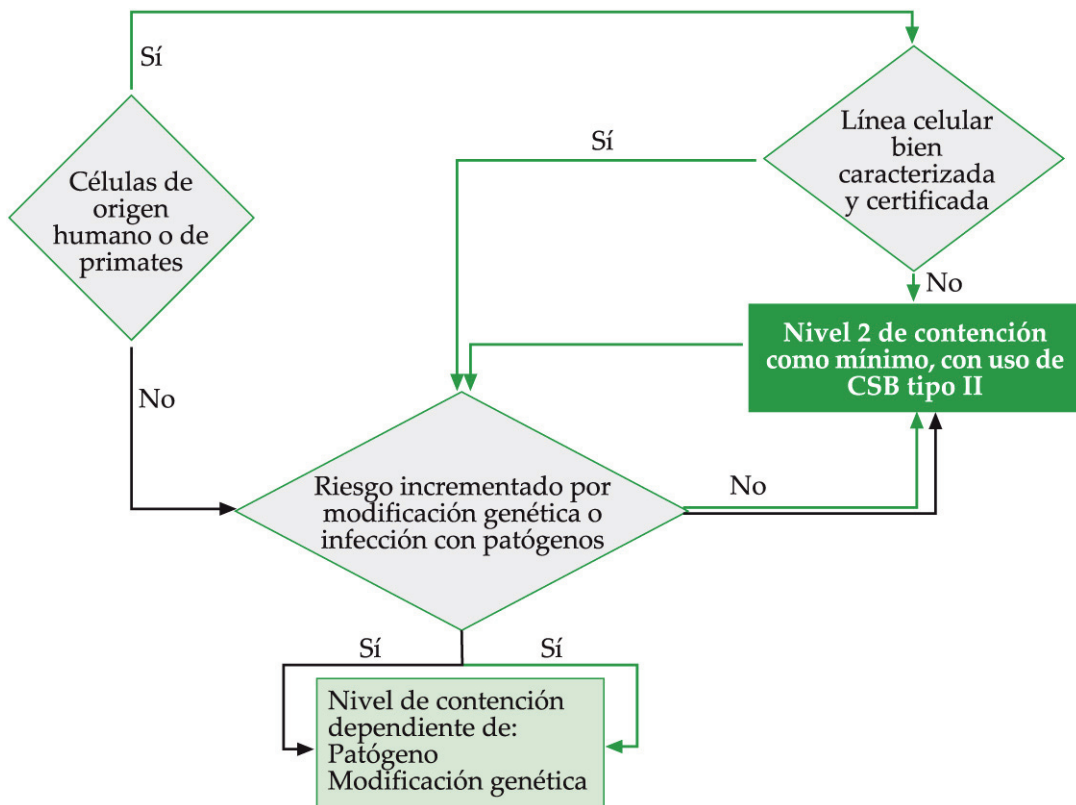 Sí
Células de
origen
humano o de
primates
Línea celular
bien
caracterizada
y certificada
Sí
No
Nivel 2 de contención
como mínimo, con uso de
CSB tipo II
No
Riesgo incrementado por
modificación genética o
infección con patógenos
No
Sí
Sí
Nivel de contención
dependiente de:
Patógeno
Modificación genética